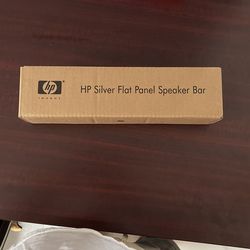 hp
invent
HP Silver Flat Panel Speaker Bar